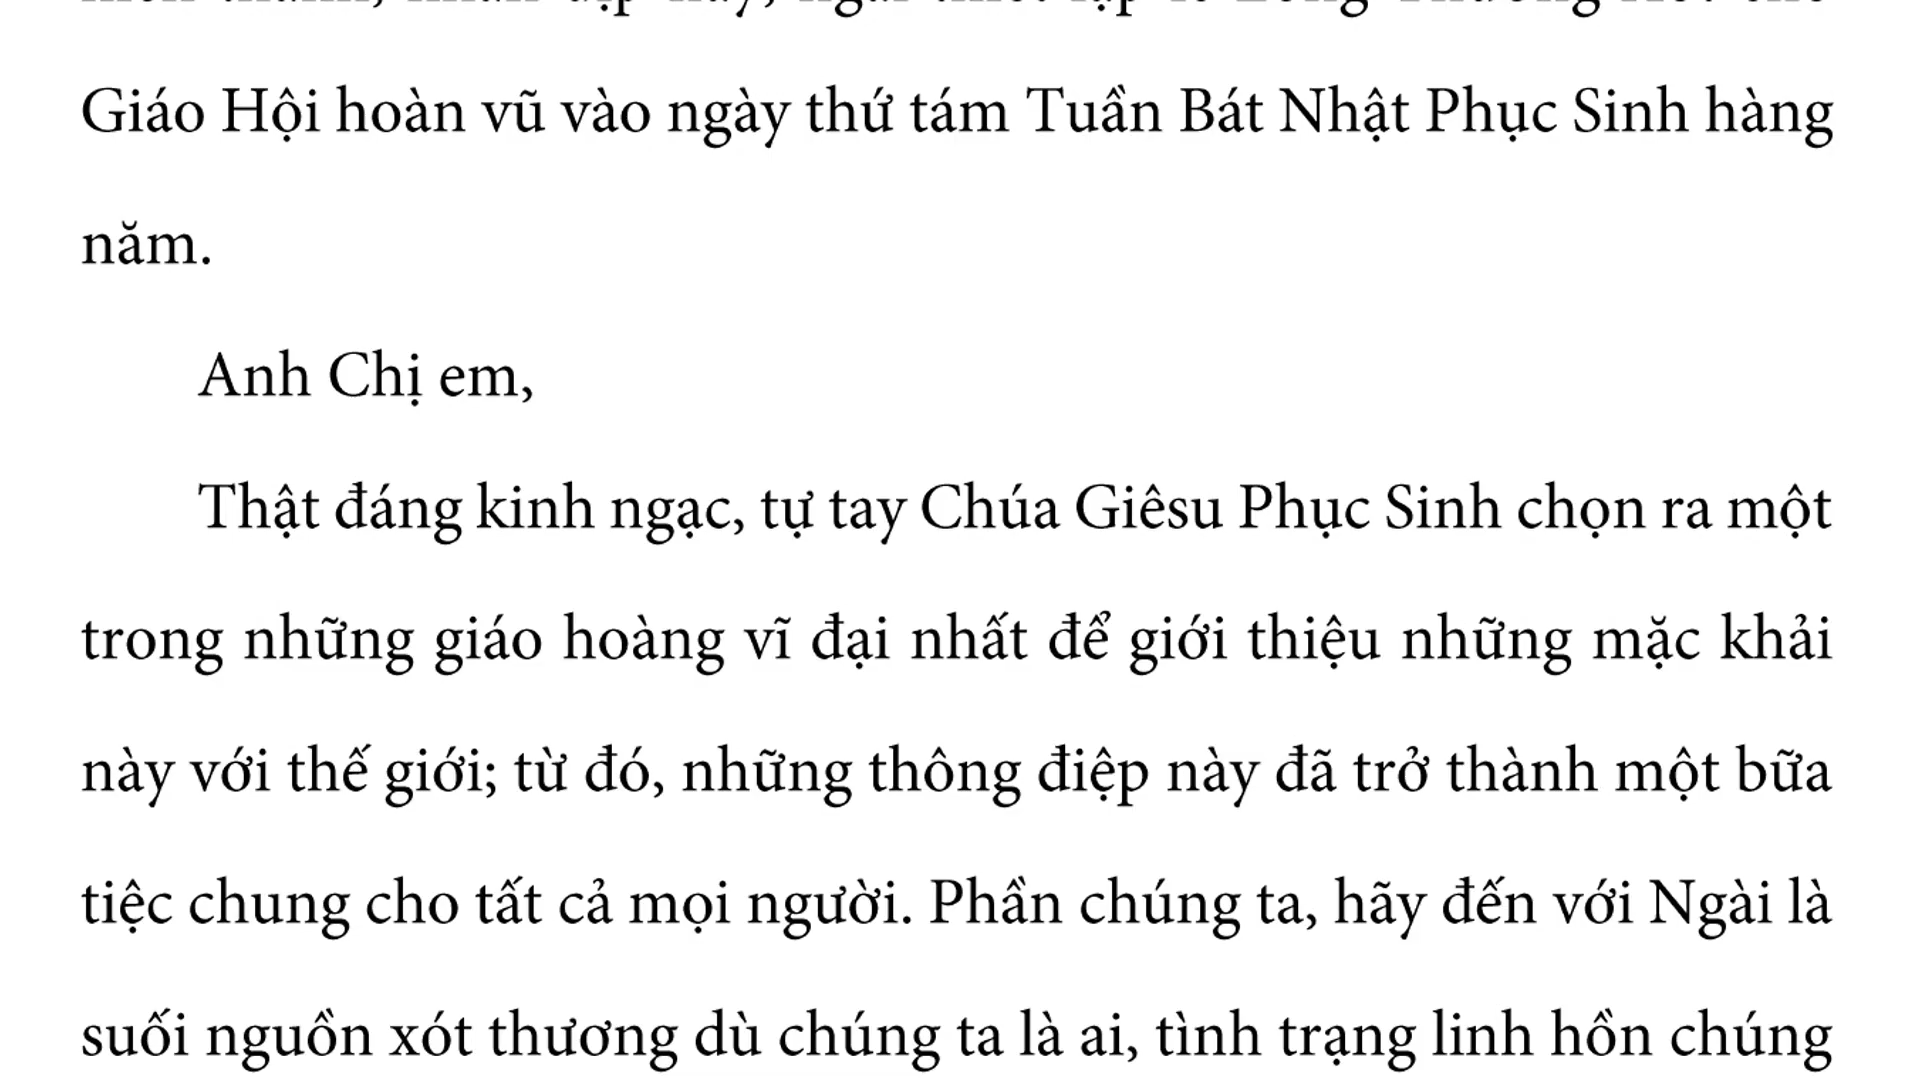 Giáo Hội hoàn vũ vào ngày thứ tám Tuần Bát Nhật Phục Sinh hàng
năm.
Anh Chị em,
Thật đáng kinh ngạc, tự tay Chúa Giêsu Phục Sinh chọn ra một
trong những giáo hoàng vĩ đại nhất để giới thiệu những mặc khải
này với thế giới; từ đó, những thông điệp này đã trở thành một bữa
tiệc chung cho tất cả mọi người. Phần chúng ta, hãy đến với Ngài là
suối nguồn xót thương dù chúng ta là ai, tình trạng linh hồn chúng